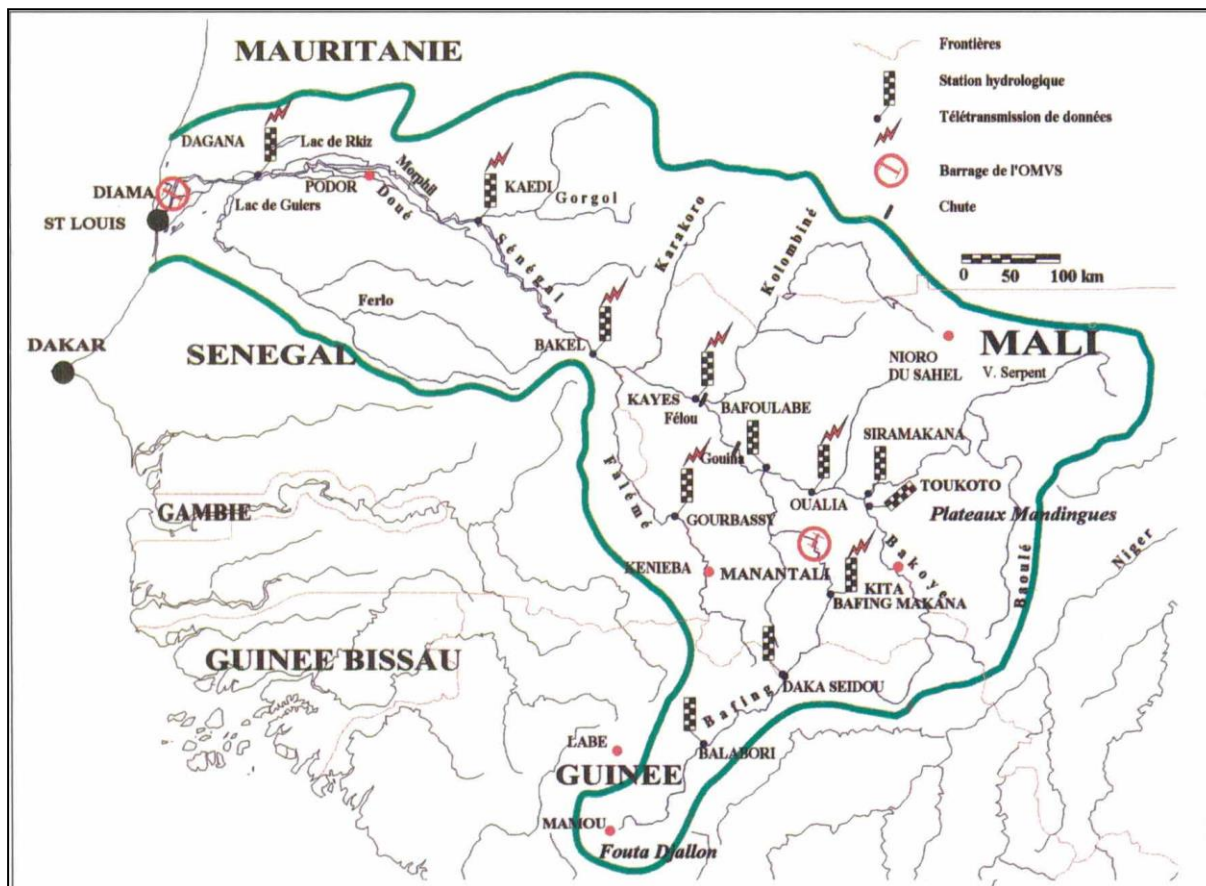 MAURITANIE
Frontières
Station hydrologique
Télétransmission de données
Barrage de l'OMVS
Chute
0 50 100 km
DAGANA
Lac de Rkiz
DIAMA
PODOR
Morphil
KAEDI
Gorgol
Lac de Guiers
Doué
ST LOUIS
Sénégal
Karakoro
Kolombiné
Ferlo
DAKAR
SENEGAL
BAKEL
NIORO
DU SAHEL
MALI
V. Serpent
KAYES
Félou
BAFOULABE
SIRAMAKANA
Gouina
Falémé
OUALIA
TOUKOTO
Plateaux Mandingues
GAMBIE
GOURBASSY
Niger
KENIEBA
MANANTALI
Bakoye
KITA
BAFING MAKANA
Baoulé
GUINEE BISSAU
DAKA SEIDOU
Bafing
LABE
BALABORI
GUINEE
MAMOU
Fouta Djallon